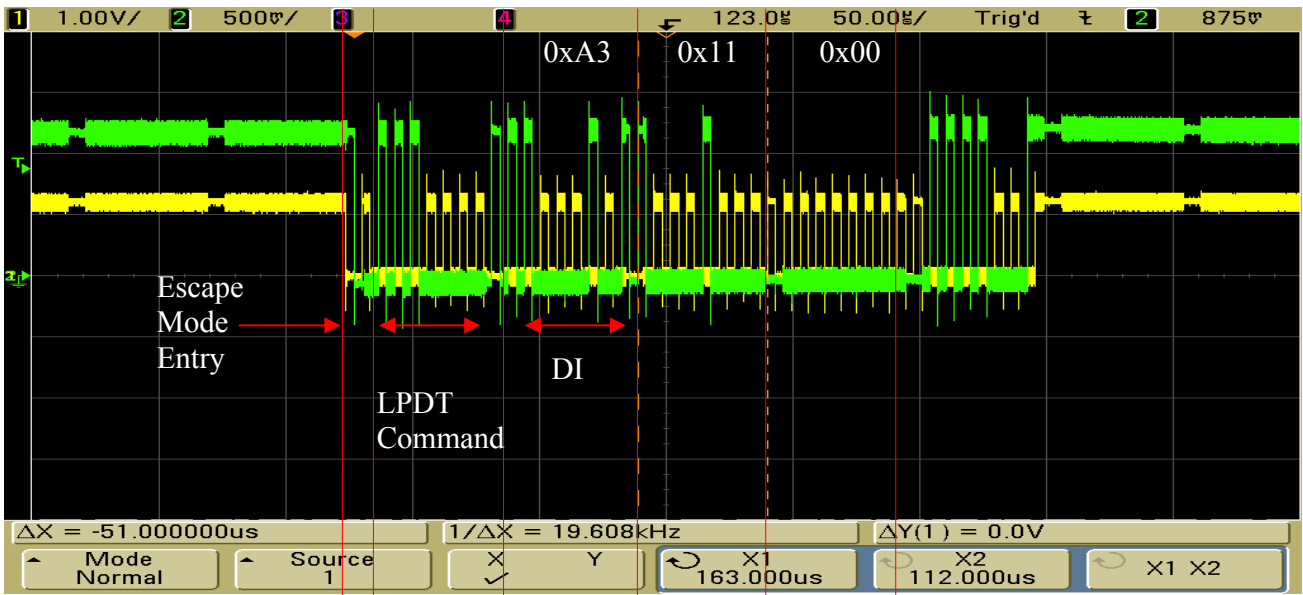 1 1.00V/ 2 500mV/ 3 4 123.0us 50.00us/ Trig'd 2 875mV
0xA3 0x11 0x00
T
Escape
Mode
Entry
DI
LPDT
Command
ΔX = -51.000000us 1/ΔX = 19.608kHz ΔY(1) = 0.0V
Mode Source X Y X1 X2 X1 X2
Normal 1 163.000us 112.000us